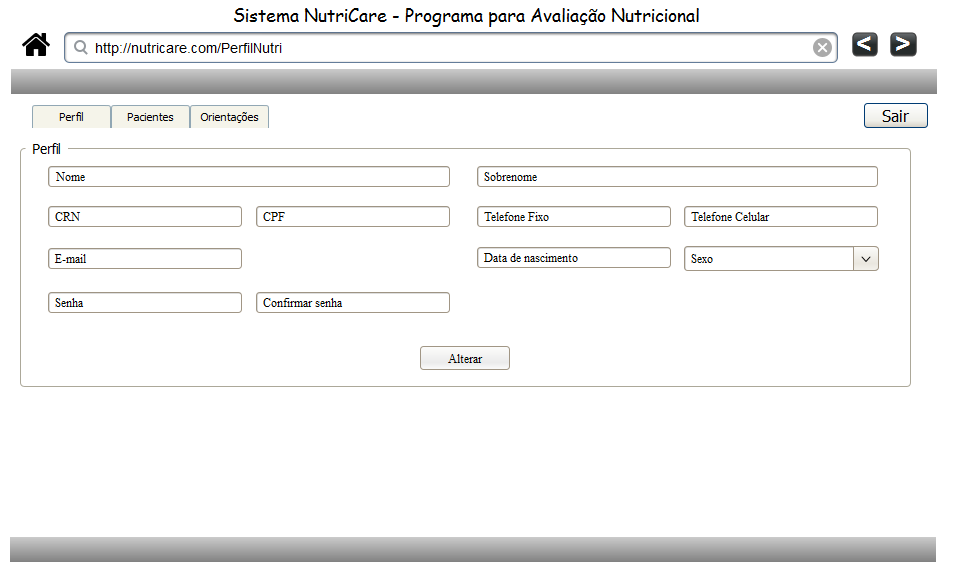 Sistema NutriCare - Programa para Avaliação Nutricional
http://nutricare.com/PerfilNutri
< >
Perfil Pacientes Orientações Sair
Perfil
Nome Sobrenome
CRN CPF Telefone Fixo Telefone Celular
E-mail Data de nascimento Sexo
Senha Confirmar senha
Alterar